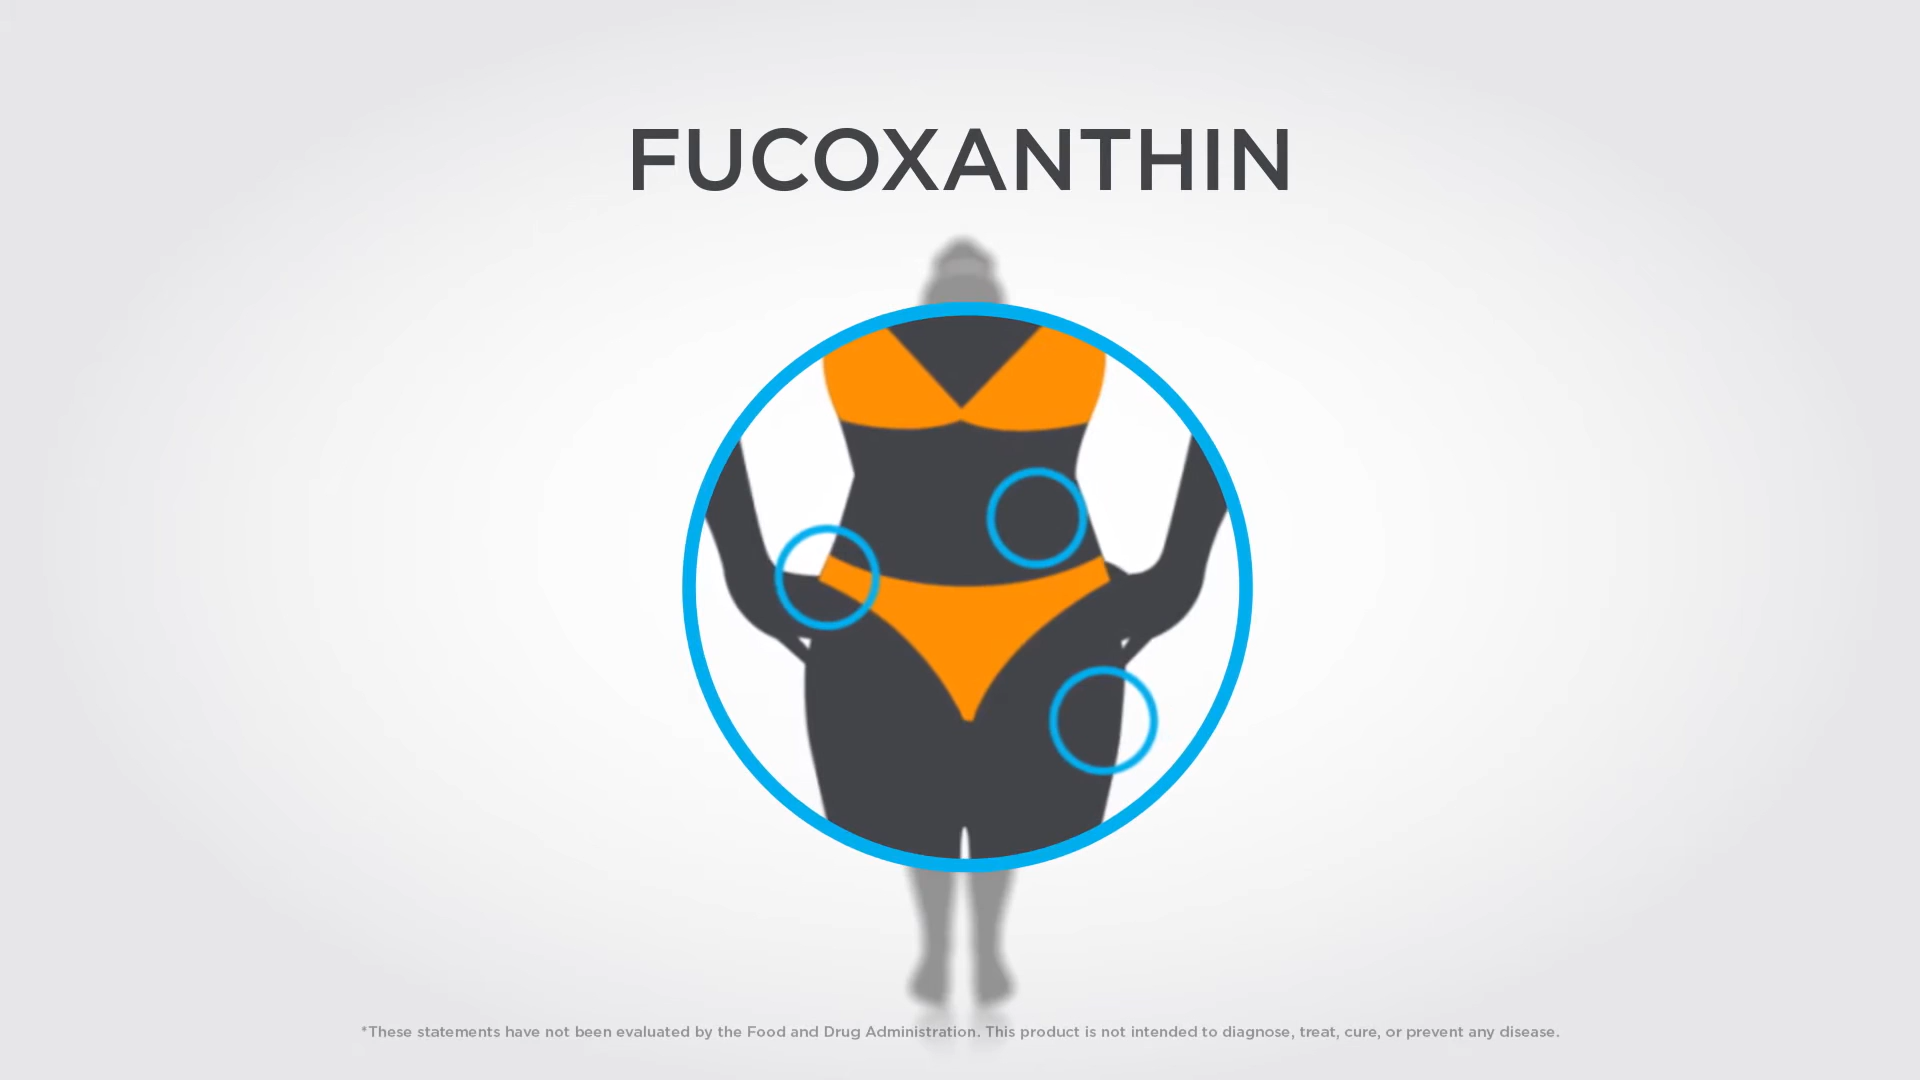 FUCOXANTHIN
*These statements have not been evaluated by the Food and Drug Administration. This product is not intended to diagnose, treat, cure, or prevent any disease.